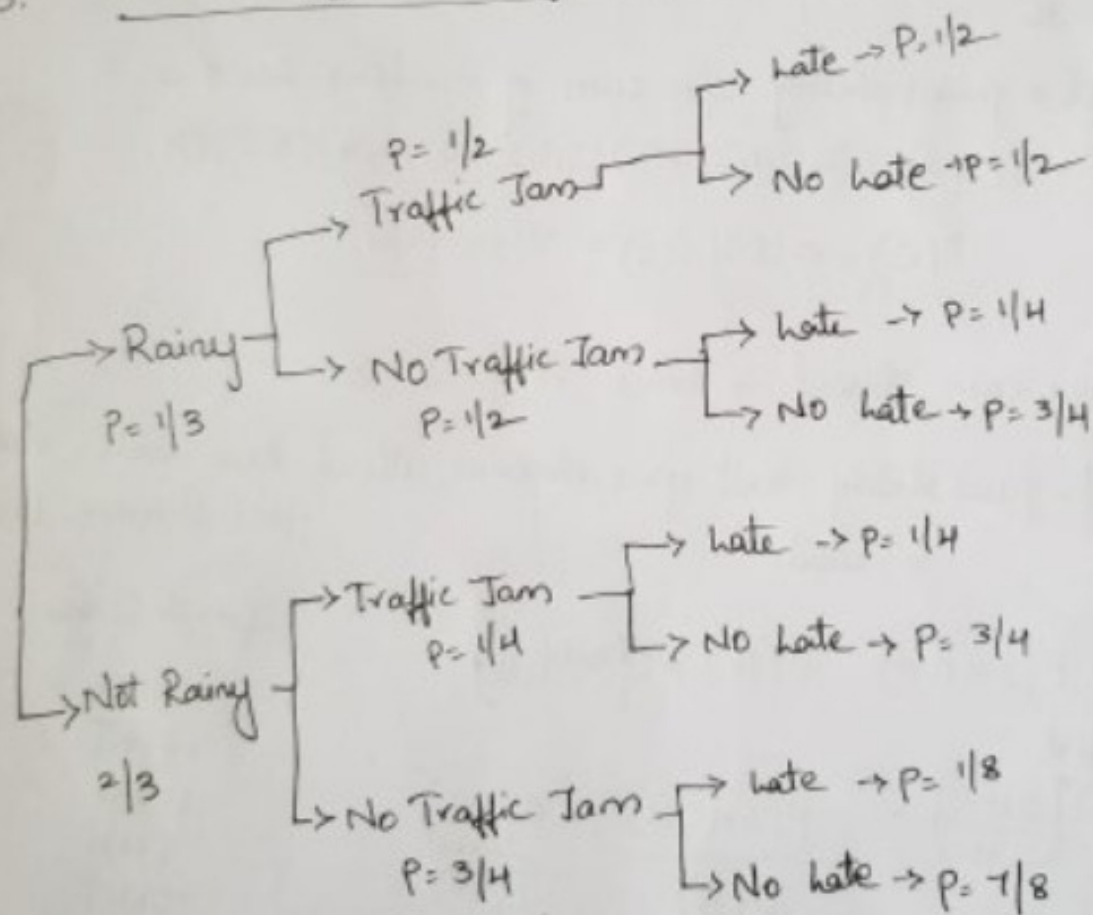 Late → P. 1/2
P = 1/2
Traffic Jam
No Late → P = 1/2
Rainy
P = 1/3
No Traffic Jam
P = 1/2
Late → P = 1/4
No Late → P = 3/4
Traffic Jam
P = 1/4
Late → P = 1/4
No Late → P = 3/4
Not Rainy
2/3
No Traffic Jam
P = 3/4
Late → P = 1/8
No Late → P = 7/8